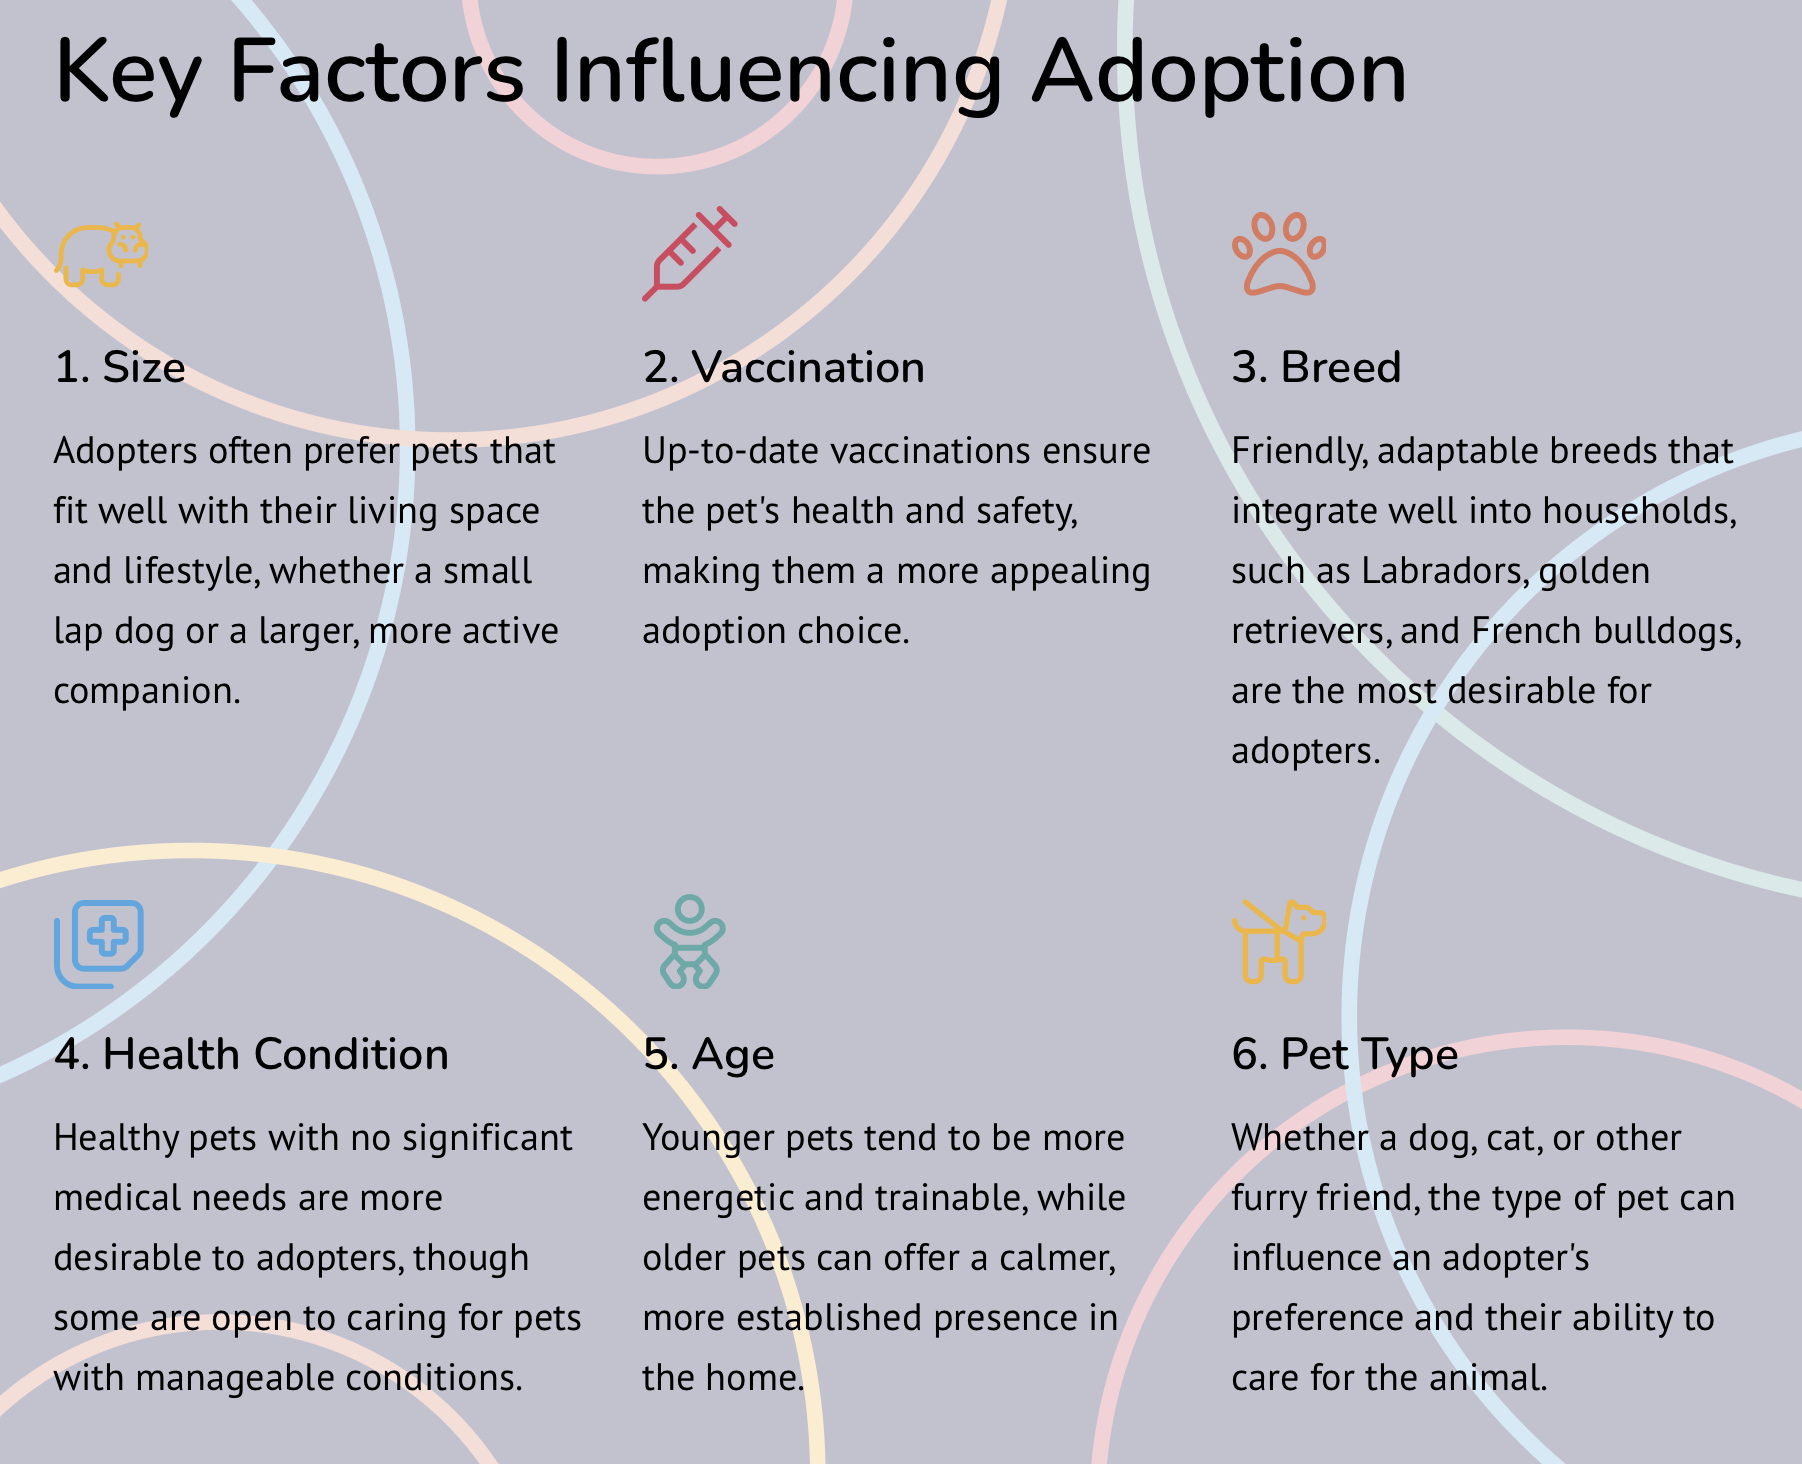 Key Factors Influencing Adoption
1. Size
Adopters often prefer pets that
fit well with their living space
and lifestyle, whether a small
lap dog or a larger, more active
companion.
2. Vaccination
Up-to-date vaccinations ensure
the pet's health and safety,
making them a more appealing
adoption choice.
3. Breed
Friendly, adaptable breeds that
integrate well into households,
such as Labradors, golden
retrievers, and French bulldogs,
are the most desirable for
adopters.
4. Health Condition
Healthy pets with no significant
medical needs are more
desirable to adopters, though
some are open to caring for pets
with manageable conditions.
5. Age
Younger pets tend to be more
energetic and trainable, while
older pets can offer a calmer,
more established presence in
the home.
6. Pet Type
Whether a dog, cat, or other
furry friend, the type of pet can
influence an adopter's
preference and their ability to
care for the animal.